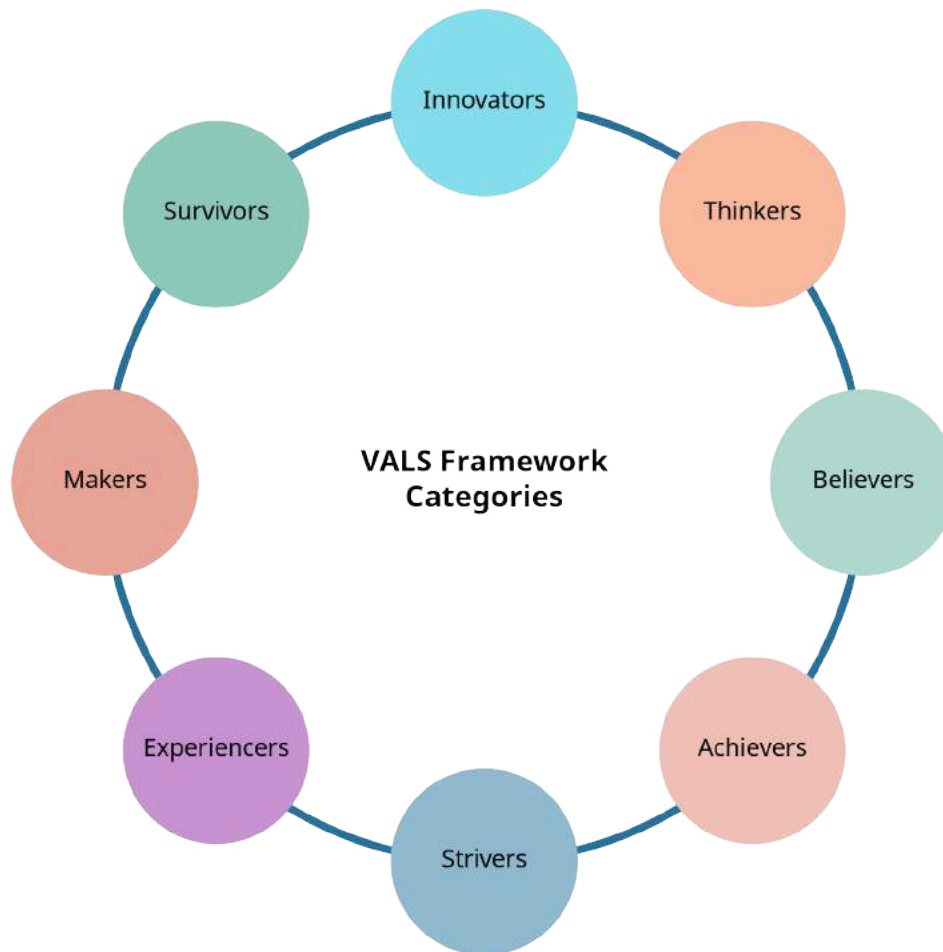 Innovators
Thinkers
Believers
Achievers
Strivers
Experiencers
Makers
Survivors
VALS Framework
Categories